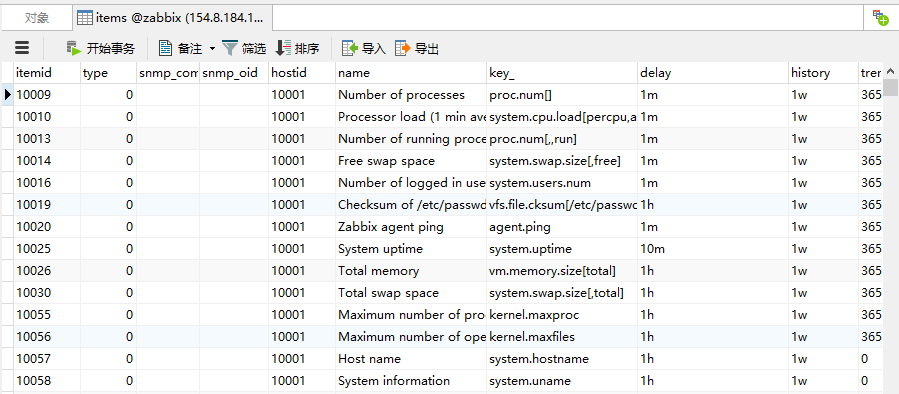 对象 items @zabbix (154.8.184.1...
开始事务 备注 筛选 排序 导入 导出
itemid type snmp_com snmp_oid hostid name key_ delay history tren
10009 0 10001 Number of processes proc.num[] 1m 1w 365
10010 0 10001 Processor load (1 min ave system.cpu.load[percpu,a 1m 1w 365
10013 0 10001 Number of running proce proc.num[,,run] 1m 1w 365
10014 0 10001 Free swap space system.swap.size[,free] 1m 1w 365
10016 0 10001 Number of logged in use system.users.num 1m 1w 365
10019 0 10001 Checksum of /etc/passwd vfs.file.cksum[/etc/passwd 1h 1w 365
10020 0 10001 Zabbix agent ping agent.ping 1m 1w 365
10025 0 10001 System uptime system.uptime 10m 1w 365
10026 0 10001 Total memory vm.memory.size[total] 1h 1w 365
10030 0 10001 Total swap space system.swap.size[,total] 1h 1w 365
10055 0 10001 Maximum number of pro kernel.maxproc 1h 1w 365
10056 0 10001 Maximum number of ope kernel.maxfiles 1h 1w 365
10057 0 10001 Host name system.hostname 1h 1w 0
10058 0 10001 System information system.uname 1h 1w 0